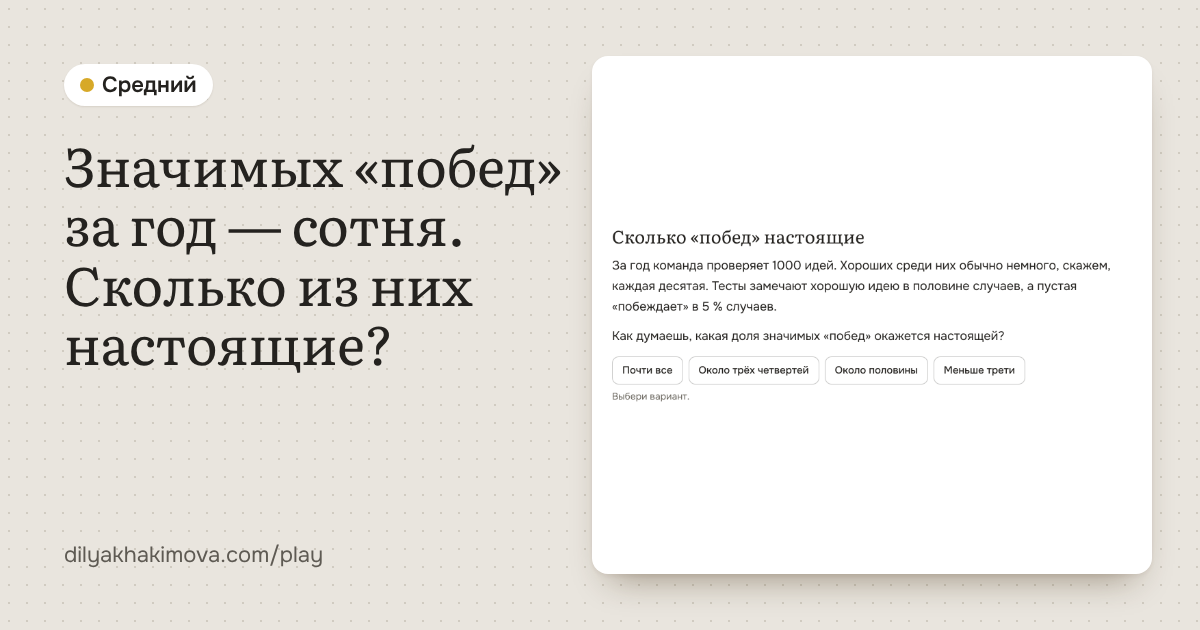 Средний
Значимых «побед»
за год — сотня.
Сколько из них
настоящие?
dilyakhakimova.com/play
Сколько «побед» настоящие
За год команда проверяет 1000 идей. Хороших среди них обычно немного, скажем,
каждая десятая. Тесты замечают хорошую идею в половине случаев, а пустая
«побеждает» в 5 % случаев.
Как думаешь, какая доля значимых «побед» окажется настоящей?
Почти все
Около трёх четвертей
Около половины
Меньше трети
Выбери вариант.